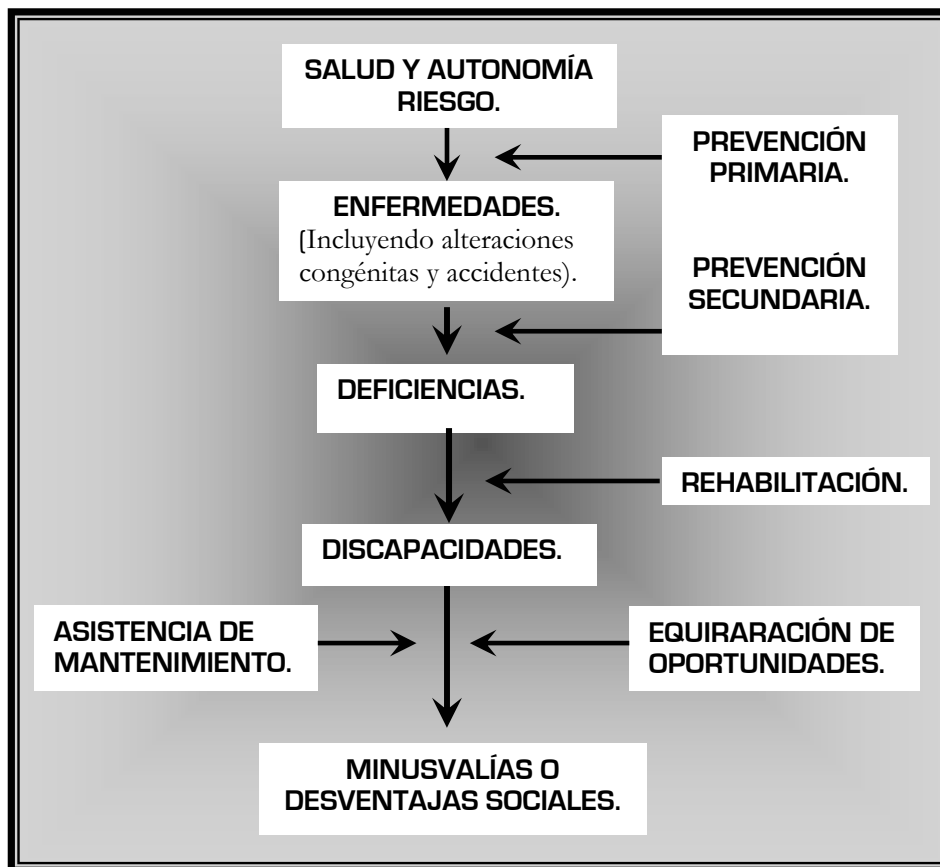 SALUD Y AUTONOMÍA
RIESGO.
PREVENCIÓN
PRIMARIA.
ENFERMEDADES.
(Incluyendo alteraciones
congénitas y accidentes).
PREVENCIÓN
SECUNDARIA.
DEFICIENCIAS.
REHABILITACIÓN.
DISCAPACIDADES.
ASISTENCIA DE
MANTENIMIENTO.
EQUIRARACIÓN DE
OPORTUNIDADES.
MINUSVALÍAS O
DESVENTAJAS SOCIALES.